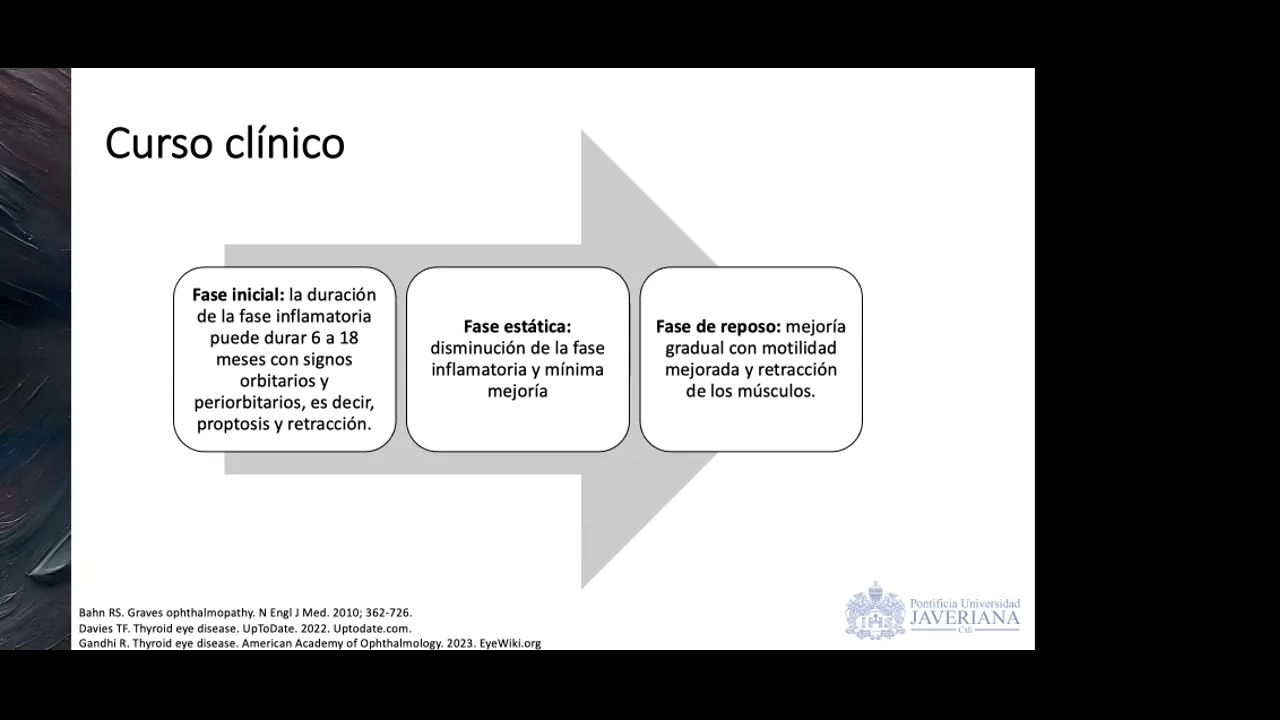 Curso clínico
Fase inicial: la duración
de la fase inflamatoria
puede durar 6 a 18
meses con signos
orbitarios y
periorbitarios, es decir,
proptosis y retracción.
Fase estática:
disminución de la fase
inflamatoria y mínima
mejoría
Fase de reposo: mejoría
gradual con motilidad
mejorada y retracción
de los músculos.
Bahn RS. Graves ophthalmopathy. N Engl J Med. 2010; 362-726.
Davies TF. Thyroid eye disease. UpToDate. 2022. Uptodate.com.
Gandhi R. Thyroid eye disease. American Academy of Ophthalmology. 2023. EyeWiki.org
IHS
Pontificia Universidad
JAVERIANA
Cali